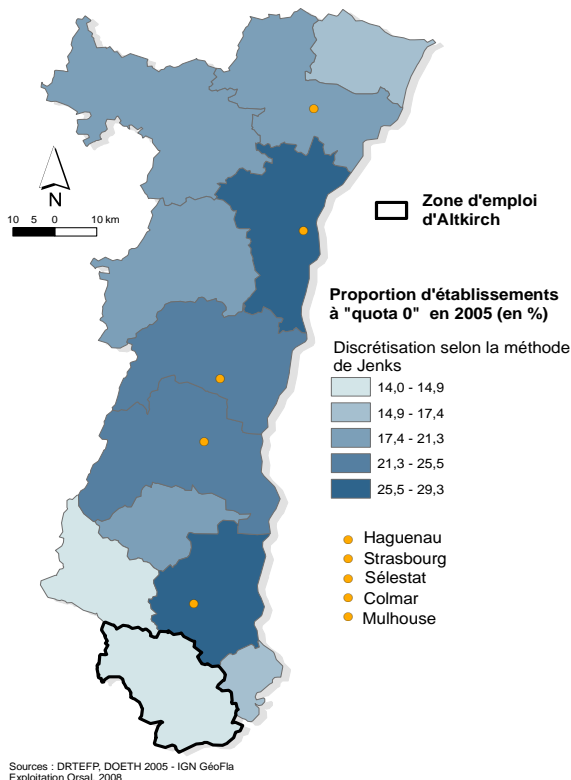 N
10 5 0 10 km
Zone d'emploi
d'Altkirch
Proportion d'établissements
à "quota 0" en 2005 (en %)
Discrétisation selon la méthode
de Jenks
14,0 - 14,9
14,9 - 17,4
17,4 - 21,3
21,3 - 25,5
25,5 - 29,3
Haguenau
Strasbourg
Sélestat
Colmar
Mulhouse
Sources : DRTEFP, DOETH 2005 - IGN GéoFla
Exploitation Orsal, 2008